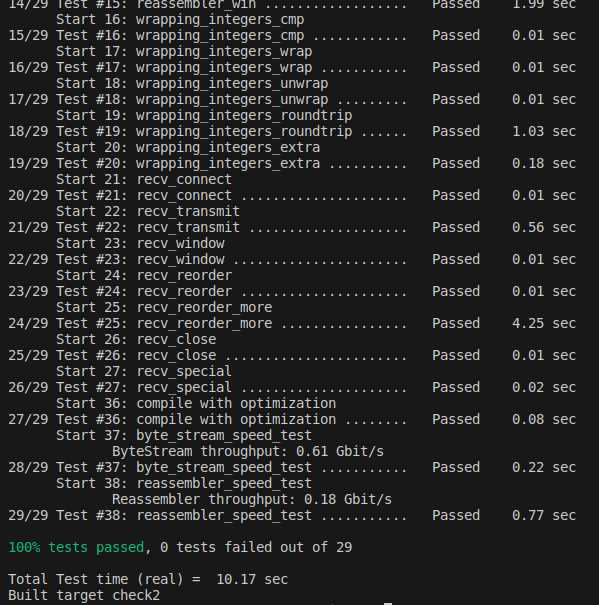 14/29 Test #15: reassembler_win ..................   Passed    1.99 sec
      Start 16: wrapping_integers_cmp
15/29 Test #16: wrapping_integers_cmp ............   Passed    0.01 sec
      Start 17: wrapping_integers_wrap
16/29 Test #17: wrapping_integers_wrap ...........   Passed    0.01 sec
      Start 18: wrapping_integers_unwrap
17/29 Test #18: wrapping_integers_unwrap .........   Passed    0.01 sec
      Start 19: wrapping_integers_roundtrip
18/29 Test #19: wrapping_integers_roundtrip ......   Passed    1.03 sec
      Start 20: wrapping_integers_extra
19/29 Test #20: wrapping_integers_extra ..........   Passed    0.18 sec
      Start 21: recv_connect
20/29 Test #21: recv_connect .....................   Passed    0.01 sec
      Start 22: recv_transmit
21/29 Test #22: recv_transmit ....................   Passed    0.56 sec
      Start 23: recv_window
22/29 Test #23: recv_window ......................   Passed    0.01 sec
      Start 24: recv_reorder
23/29 Test #24: recv_reorder .....................   Passed    0.01 sec
      Start 25: recv_reorder_more
24/29 Test #25: recv_reorder_more ................   Passed    4.25 sec
      Start 26: recv_close
25/29 Test #26: recv_close .......................   Passed    0.01 sec
      Start 27: recv_special
26/29 Test #27: recv_special .....................   Passed    0.02 sec
      Start 36: compile with optimization
27/29 Test #36: compile with optimization ........   Passed    0.08 sec
      Start 37: byte_stream_speed_test
             ByteStream throughput: 0.61 Gbit/s
28/29 Test #37: byte_stream_speed_test ...........   Passed    0.22 sec
      Start 38: reassembler_speed_test
             Reassembler throughput: 0.18 Gbit/s
29/29 Test #38: reassembler_speed_test ...........   Passed    0.77 sec

100% tests passed, 0 tests failed out of 29

Total Test time (real) =  10.17 sec
Built target check2